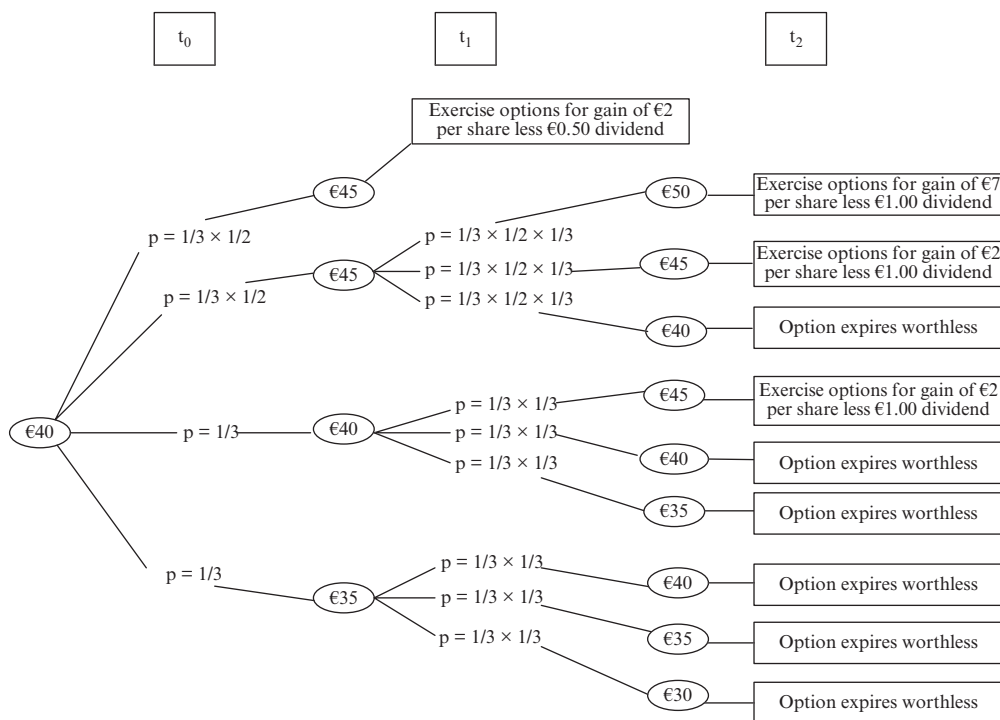 t₀
t₁
t₂
Exercise options for gain of €2
per share less €0.50 dividend
€45
€50
Exercise options for gain of €7
per share less €1.00 dividend
p = 1/3 × 1/2
p = 1/3 × 1/2 × 1/3
€45
p = 1/3 × 1/2 × 1/3
€45
Exercise options for gain of €2
per share less €1.00 dividend
p = 1/3 × 1/2
p = 1/3 × 1/2 × 1/3
€40
Option expires worthless
€45
Exercise options for gain of €2
per share less €1.00 dividend
p = 1/3 × 1/3
€40
p = 1/3
€40
p = 1/3 × 1/3
€40
Option expires worthless
p = 1/3 × 1/3
€35
Option expires worthless
p = 1/3
p = 1/3 × 1/3
€40
Option expires worthless
€35
p = 1/3 × 1/3
€35
Option expires worthless
p = 1/3 × 1/3
€30
Option expires worthless